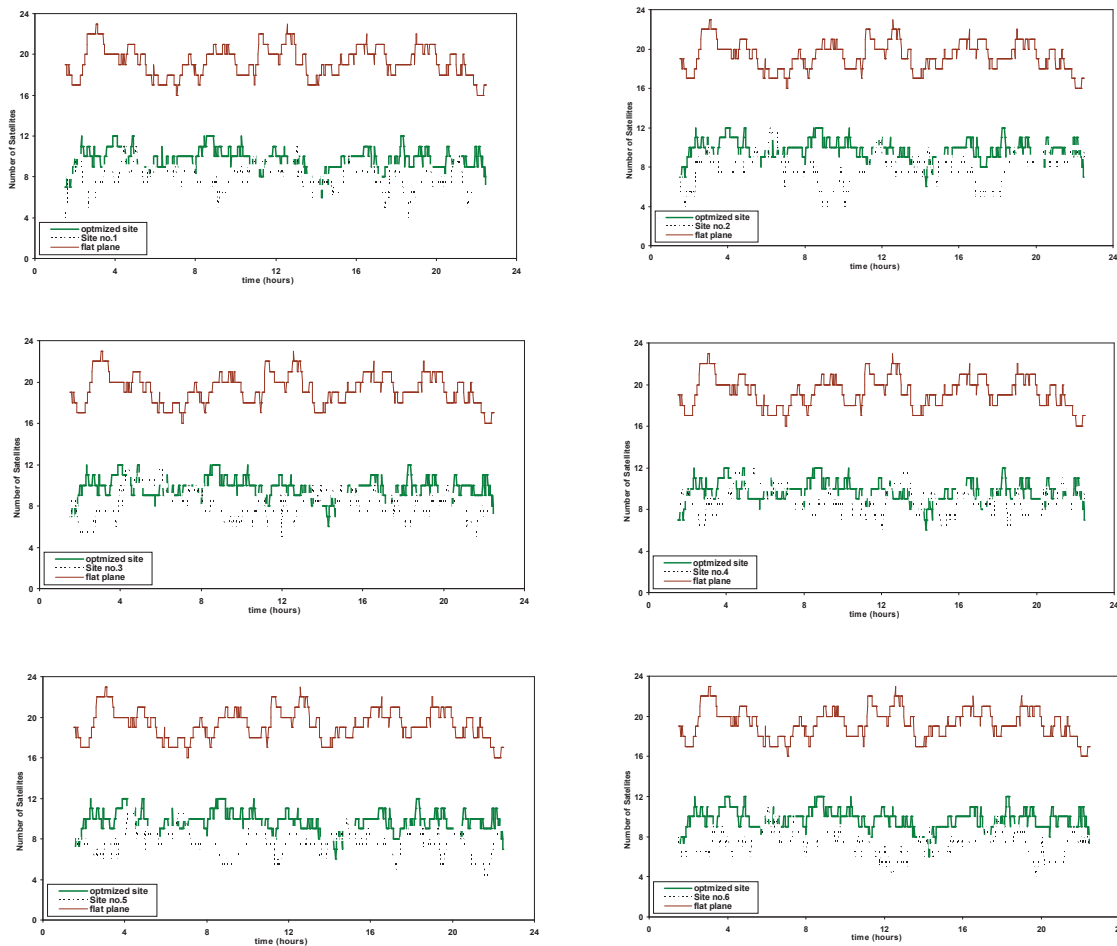 24
20
16
12
8
4
0
Number of Satellites
optmized site
Site no.1
flat plane
0 4 8 12 16 20 24
time (hours)
24
20
16
12
8
4
0
Number of Satellites
optmized site
Site no.2
flat plane
0 4 8 12 16 20 24
time (hours)
24
20
16
12
8
4
0
Number of Satellites
optmized site
Site no.3
flat plane
0 4 8 12 16 20 24
time (hours)
24
20
16
12
8
4
0
Number of Satellites
optmized site
Site no.4
flat plane
0 4 8 12 16 20 24
time (hours)
24
20
16
12
8
4
0
Number of Satellites
optmized site
Site no.5
flat plane
0 4 8 12 16 20 24
time (hours)
24
20
16
12
8
4
0
Number of Satellites
optmized site
Site no.6
flat plane
0 4 8 12 16 20
time (hours)